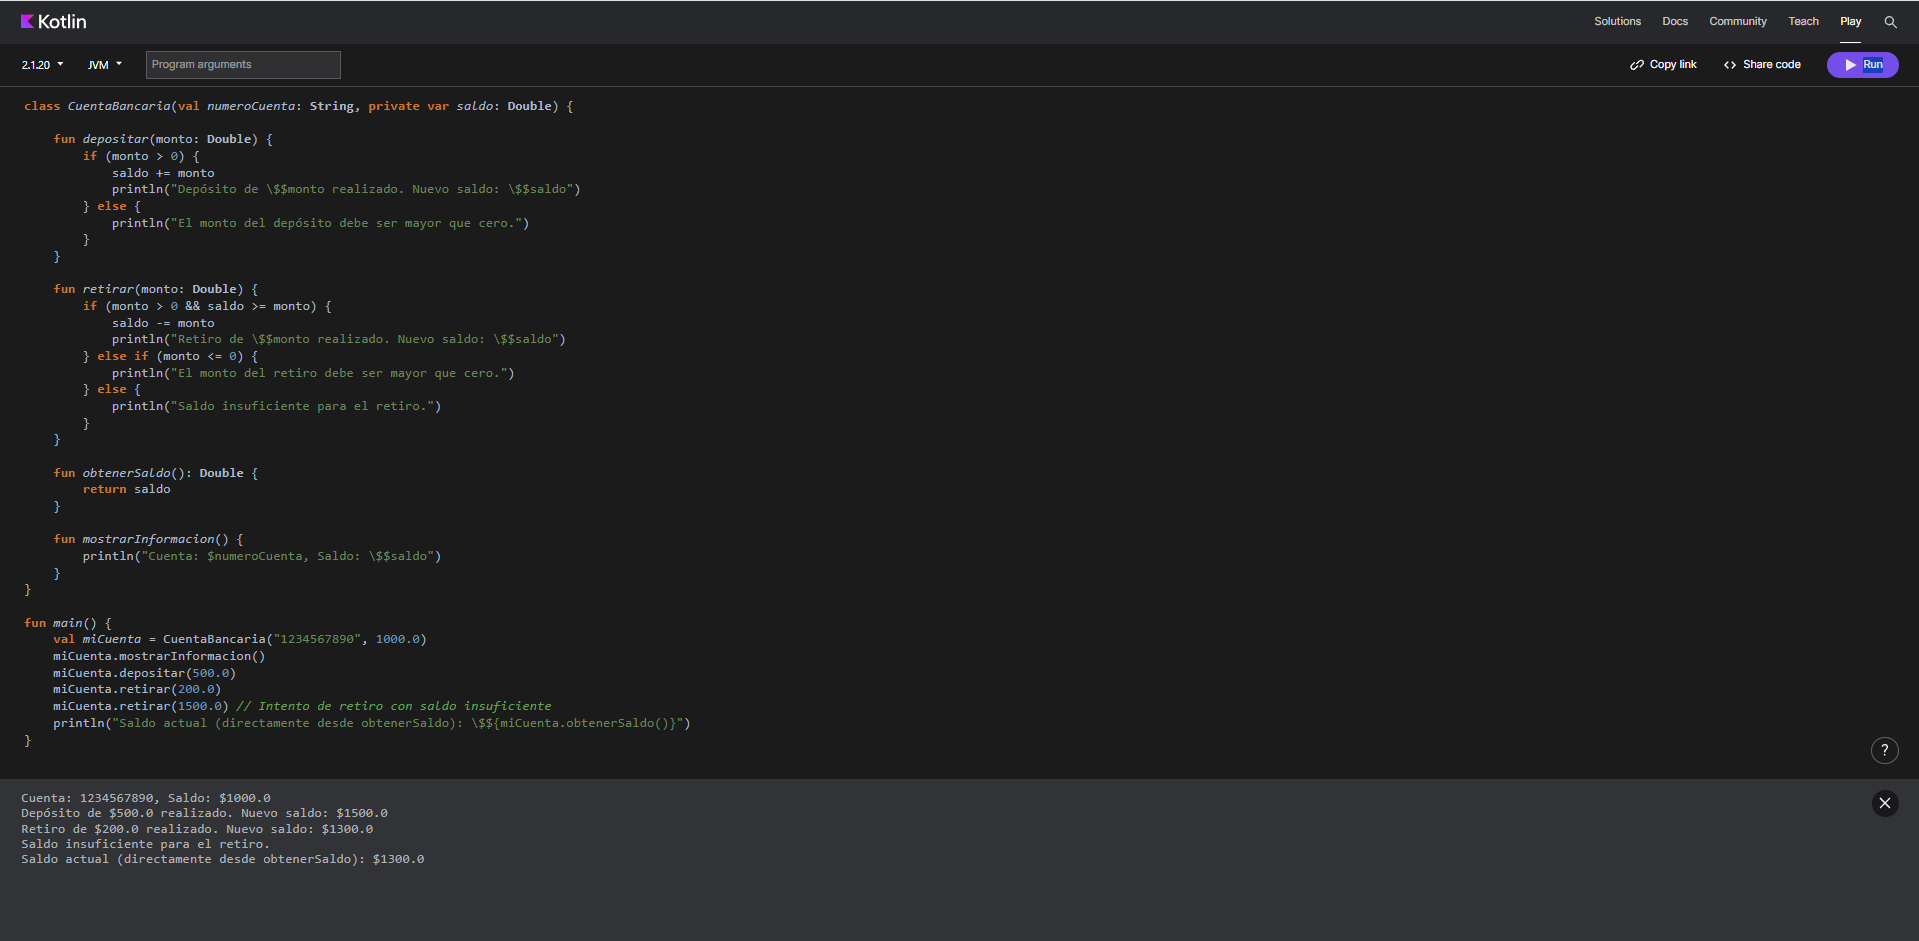 Kotlin
Solutions Docs Community Teach Play
2.1.20 JVM Program arguments Copy link Share code Run
class CuentaBancaria(val numeroCuenta: String, private var saldo: Double) {
    fun depositar(monto: Double) {
        if (monto > 0) {
            saldo += monto
            println("Depósito de \$$monto realizado. Nuevo saldo: \$$saldo")
        } else {
            println("El monto del depósito debe ser mayor que cero.")
        }
    }
    fun retirar(monto: Double) {
        if (monto > 0 && saldo >= monto) {
            saldo -= monto
            println("Retiro de \$$monto realizado. Nuevo saldo: \$$saldo")
        } else if (monto <= 0) {
            println("El monto del retiro debe ser mayor que cero.")
        } else {
            println("Saldo insuficiente para el retiro.")
        }
    }
    fun obtenerSaldo(): Double {
        return saldo
    }
    fun mostrarInformacion() {
        println("Cuenta: $numeroCuenta, Saldo: \$$saldo")
    }
}
fun main() {
    val miCuenta = CuentaBancaria("1234567890", 1000.0)
    miCuenta.mostrarInformacion()
    miCuenta.depositar(500.0)
    miCuenta.retirar(200.0)
    miCuenta.retirar(1500.0) // Intento de retiro con saldo insuficiente
    println("Saldo actual (directamente desde obtenerSaldo): \$${miCuenta.obtenerSaldo()}")
}
?
Cuenta: 1234567890, Saldo: $1000.0
Depósito de $500.0 realizado. Nuevo saldo: $1500.0
Retiro de $200.0 realizado. Nuevo saldo: $1300.0
Saldo insuficiente para el retiro.
Saldo actual (directamente desde obtenerSaldo): $1300.0